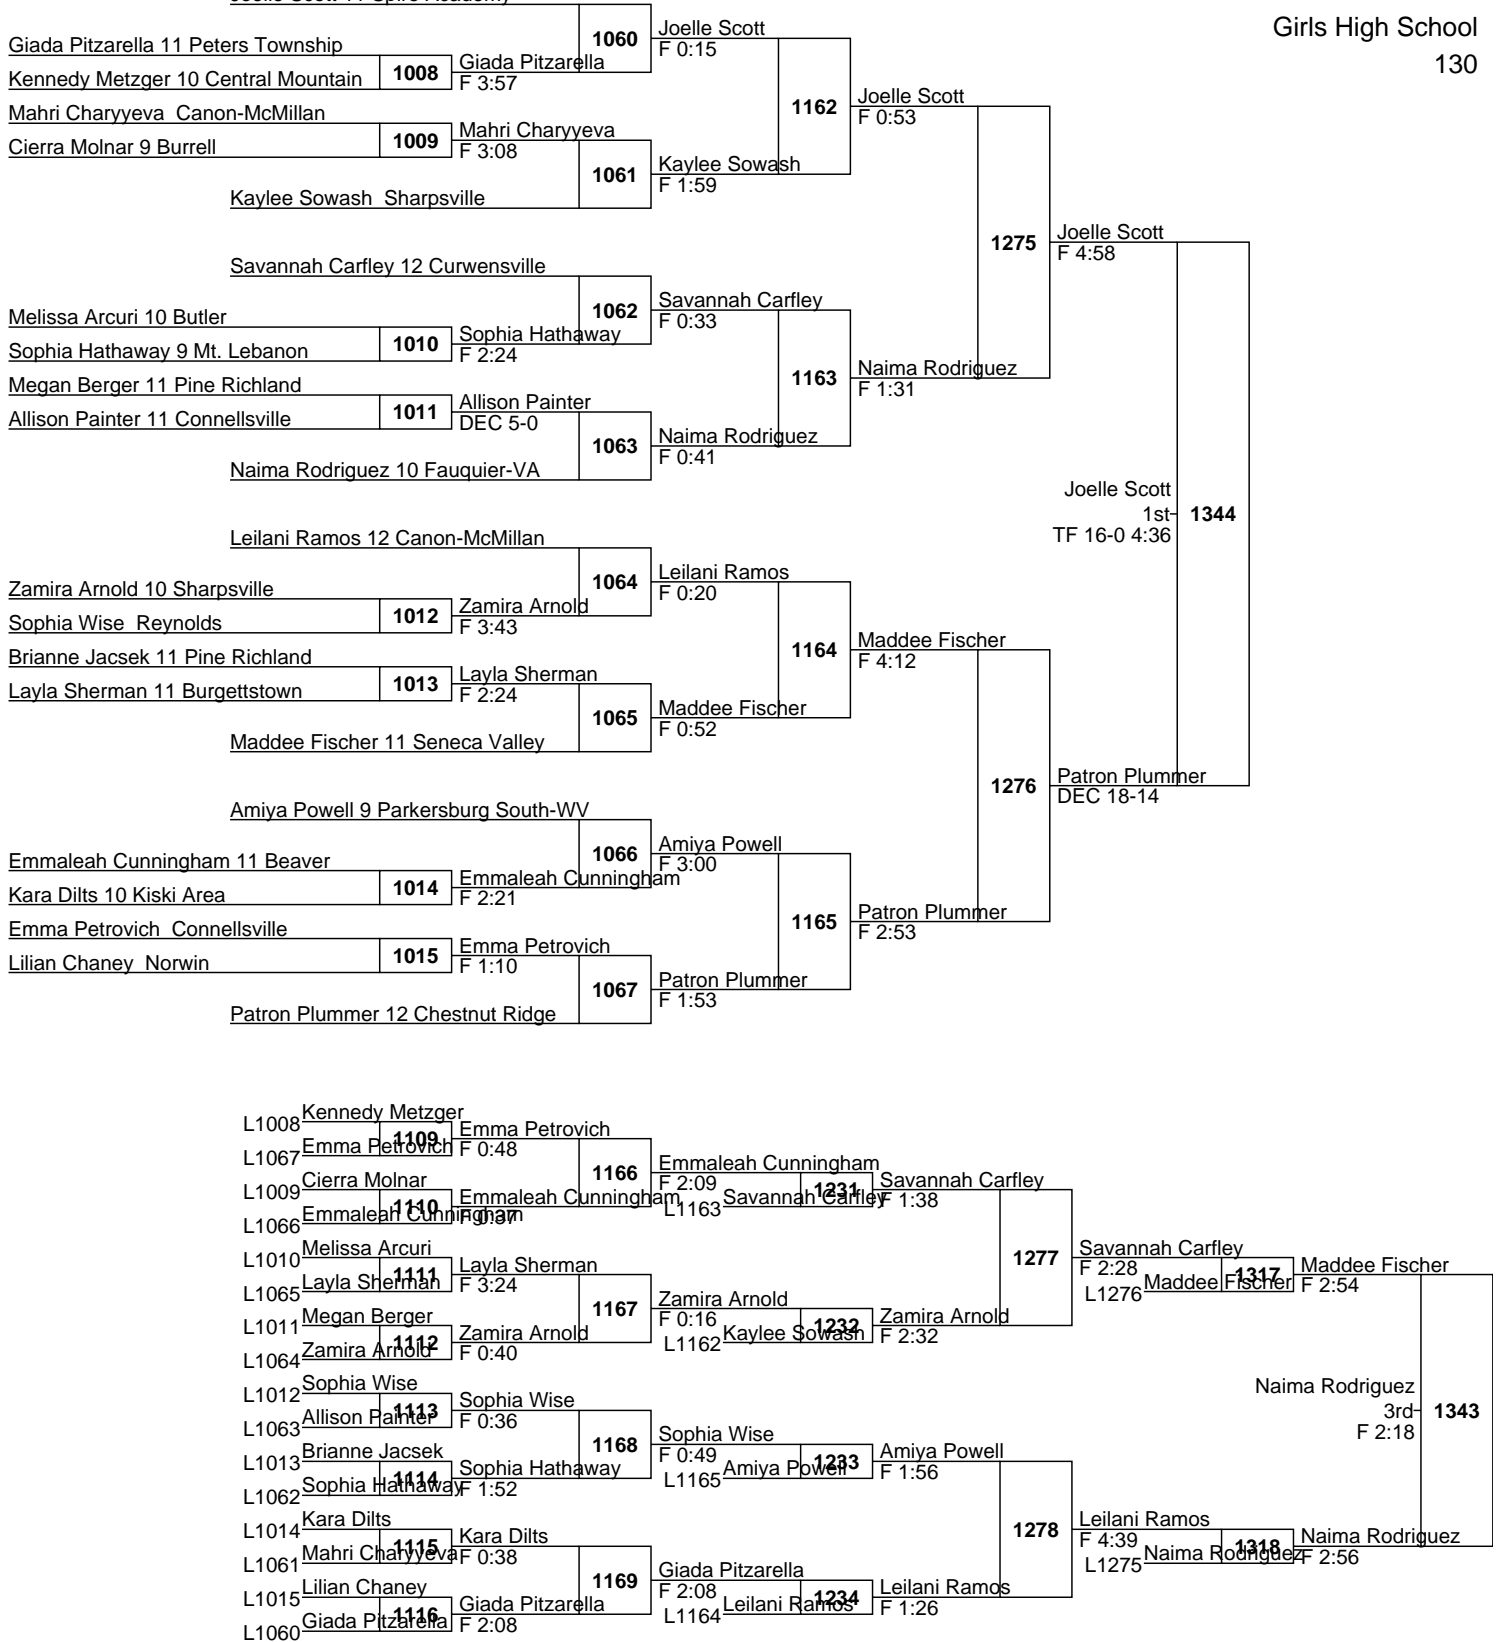 Girls High School
130
Joelle Scott 11 Spire Academy
1060
Joelle Scott
F 0:15
Giada Pitzarella 11 Peters Township
Kennedy Metzger 10 Central Mountain
1008
Giada Pitzarella
F 3:57
1162
Joelle Scott
F 0:53
Mahri Charyyeva Canon-McMillan
Cierra Molnar 9 Burrell
1009
Mahri Charyyeva
F 3:08
1061
Kaylee Sowash
F 1:59
Kaylee Sowash Sharpsville
1275
Joelle Scott
F 4:58
Savannah Carfley 12 Curwensville
1062
Savannah Carfley
F 0:33
Melissa Arcuri 10 Butler
Sophia Hathaway 9 Mt. Lebanon
1010
Sophia Hathaway
F 2:24
1163
Naima Rodriguez
F 1:31
Megan Berger 11 Pine Richland
Allison Painter 11 Connellsville
1011
Allison Painter
DEC 5-0
1063
Naima Rodriguez
F 0:41
Naima Rodriguez 10 Fauquier-VA
Joelle Scott
1st
TF 16-0 4:36
1344
Leilani Ramos 12 Canon-McMillan
1064
Leilani Ramos
F 0:20
Zamira Arnold 10 Sharpsville
Sophia Wise Reynolds
1012
Zamira Arnold
F 3:43
1164
Maddee Fischer
F 4:12
Brianne Jacsek 11 Pine Richland
Layla Sherman 11 Burgettstown
1013
Layla Sherman
F 2:24
1065
Maddee Fischer
F 0:52
Maddee Fischer 11 Seneca Valley
1276
Patron Plummer
DEC 18-14
Amiya Powell 9 Parkersburg South-WV
1066
Amiya Powell
F 3:00
Emmaleah Cunningham 11 Beaver
Kara Dilts 10 Kiski Area
1014
Emmaleah Cunningham
F 2:21
1165
Patron Plummer
F 2:53
Emma Petrovich Connellsville
Lilian Chaney Norwin
1015
Emma Petrovich
F 1:10
1067
Patron Plummer
F 1:53
Patron Plummer 12 Chestnut Ridge
L1008 Kennedy Metzger
1109
Emma Petrovich
F 0:48
L1067 Emma Petrovich
1166
Emmaleah Cunningham
F 2:09
L1009 Cierra Molnar
1110
Emmaleah Cunningham
F 0:37
L1066 Emmaleah Cunningham
L1163 Savannah Carfley
1231
Savannah Carfley
F 1:38
L1010 Melissa Arcuri
1111
Layla Sherman
F 3:24
L1065 Layla Sherman
1277
Savannah Carfley
F 2:28
L1276 Maddee Fischer
1317
Maddee Fischer
F 2:54
1167
Zamira Arnold
F 0:16
L1011 Megan Berger
1112
Zamira Arnold
F 0:40
L1064 Zamira Arnold
L1162 Kaylee Sowash
1232
Zamira Arnold
F 2:32
L1012 Sophia Wise
1113
Sophia Wise
F 0:36
L1063 Allison Painter
Naima Rodriguez
3rd
F 2:18
1343
1168
Sophia Wise
F 0:49
L1013 Brianne Jacsek
1114
Sophia Hathaway
F 1:52
L1062 Sophia Hathaway
L1165 Amiya Powell
1233
Amiya Powell
F 1:56
L1014 Kara Dilts
1115
Kara Dilts
F 0:38
L1061 Mahri Charyyeva
1278
Leilani Ramos
F 4:39
L1275 Naima Rodriguez
1318
Naima Rodriguez
F 2:56
1169
Giada Pitzarella
F 2:08
L1015 Lilian Chaney
1116
Giada Pitzarella
F 2:08
L1060 Giada Pitzarella
L1164 Leilani Ramos
1234
Leilani Ramos
F 1:26